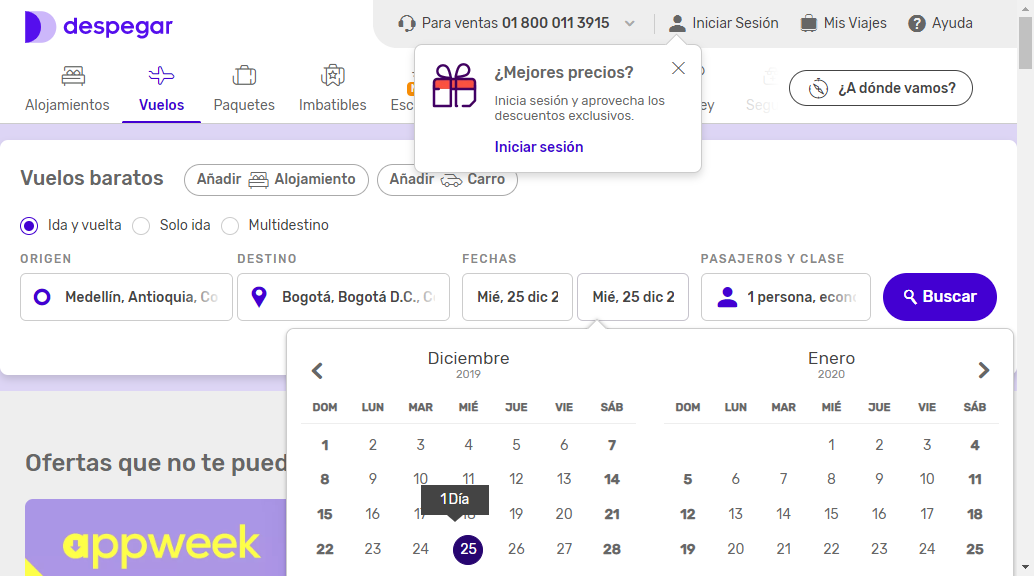 despegar
Para ventas 01 800 011 3915
Iniciar Sesión
Mis Viajes
Ayuda
Alojamientos
Vuelos
Paquetes
Imbatibles
¿A dónde vamos?
¿Mejores precios?
Inicia sesión y aprovecha los
descuentos exclusivos.
Iniciar sesión
Vuelos baratos
Añadir Alojamiento
Añadir Carro
Ida y vuelta
Solo ida
Multidestino
ORIGEN
DESTINO
FECHAS
PASAJEROS Y CLASE
Medellín, Antioquia, Co
Bogotá, Bogotá D.C., C
Mié, 25 dic 2
Mié, 25 dic 2
1 persona, econ
Buscar
Diciembre
2019
DOM LUN MAR MIÉ JUE VIE SÁB
1 2 3 4 5 6 7
8 9 10 11 12 13 14
1 Día
15 16 17 18 19 20 21
22 23 24 25 26 27 28
Enero
2020
DOM LUN MAR MIÉ JUE VIE SÁB
1 2 3 4
5 6 7 8 9 10 11
12 13 14 15 16 17 18
19 20 21 22 23 24 25
Ofertas que no te pued
appweek